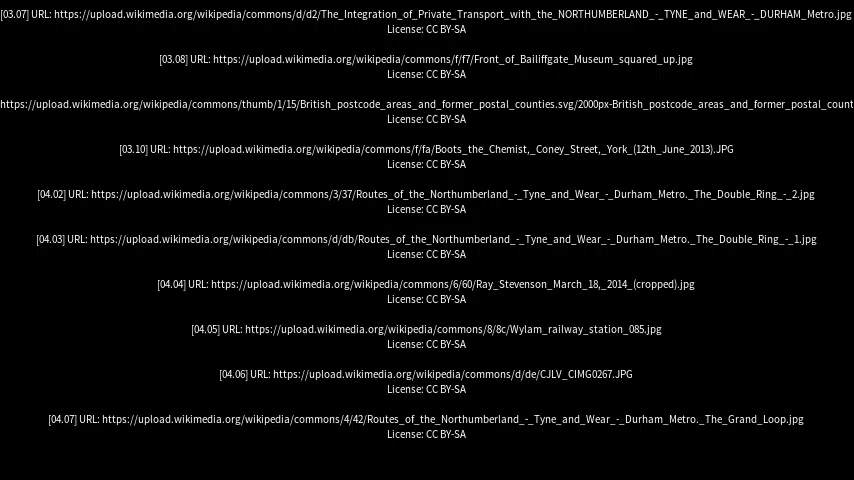 [03.07] URL: https://upload.wikimedia.org/wikipedia/commons/d/d2/The_Integration_of_Private_Transport_with_the_NORTHUMBERLAND_-_TYNE_and_WEAR_-_DURHAM_Metro.jpg
License: CC BY-SA
[03.08] URL: https://upload.wikimedia.org/wikipedia/commons/f/f7/Front_of_Bailiffgate_Museum_squared_up.jpg
License: CC BY-SA
https://upload.wikimedia.org/wikipedia/commons/thumb/1/15/British_postcode_areas_and_former_postal_counties.svg/2000px-British_postcode_areas_and_former_postal_count
License: CC BY-SA
[03.10] URL: https://upload.wikimedia.org/wikipedia/commons/f/fa/Boots_the_Chemist,_Coney_Street,_York_(12th_June_2013).JPG
License: CC BY-SA
[04.02] URL: https://upload.wikimedia.org/wikipedia/commons/3/37/Routes_of_the_Northumberland_-_Tyne_and_Wear_-_Durham_Metro._The_Double_Ring_-_2.jpg
License: CC BY-SA
[04.03] URL: https://upload.wikimedia.org/wikipedia/commons/d/db/Routes_of_the_Northumberland_-_Tyne_and_Wear_-_Durham_Metro._The_Double_Ring_-_1.jpg
License: CC BY-SA
[04.04] URL: https://upload.wikimedia.org/wikipedia/commons/6/60/Ray_Stevenson_March_18,_2014_(cropped).jpg
License: CC BY-SA
[04.05] URL: https://upload.wikimedia.org/wikipedia/commons/8/8c/Wylam_railway_station_085.jpg
License: CC BY-SA
[04.06] URL: https://upload.wikimedia.org/wikipedia/commons/d/de/CJLV_CIMG0267.JPG
License: CC BY-SA
[04.07] URL: https://upload.wikimedia.org/wikipedia/commons/4/42/Routes_of_the_Northumberland_-_Tyne_and_Wear_-_Durham_Metro._The_Grand_Loop.jpg
License: CC BY-SA